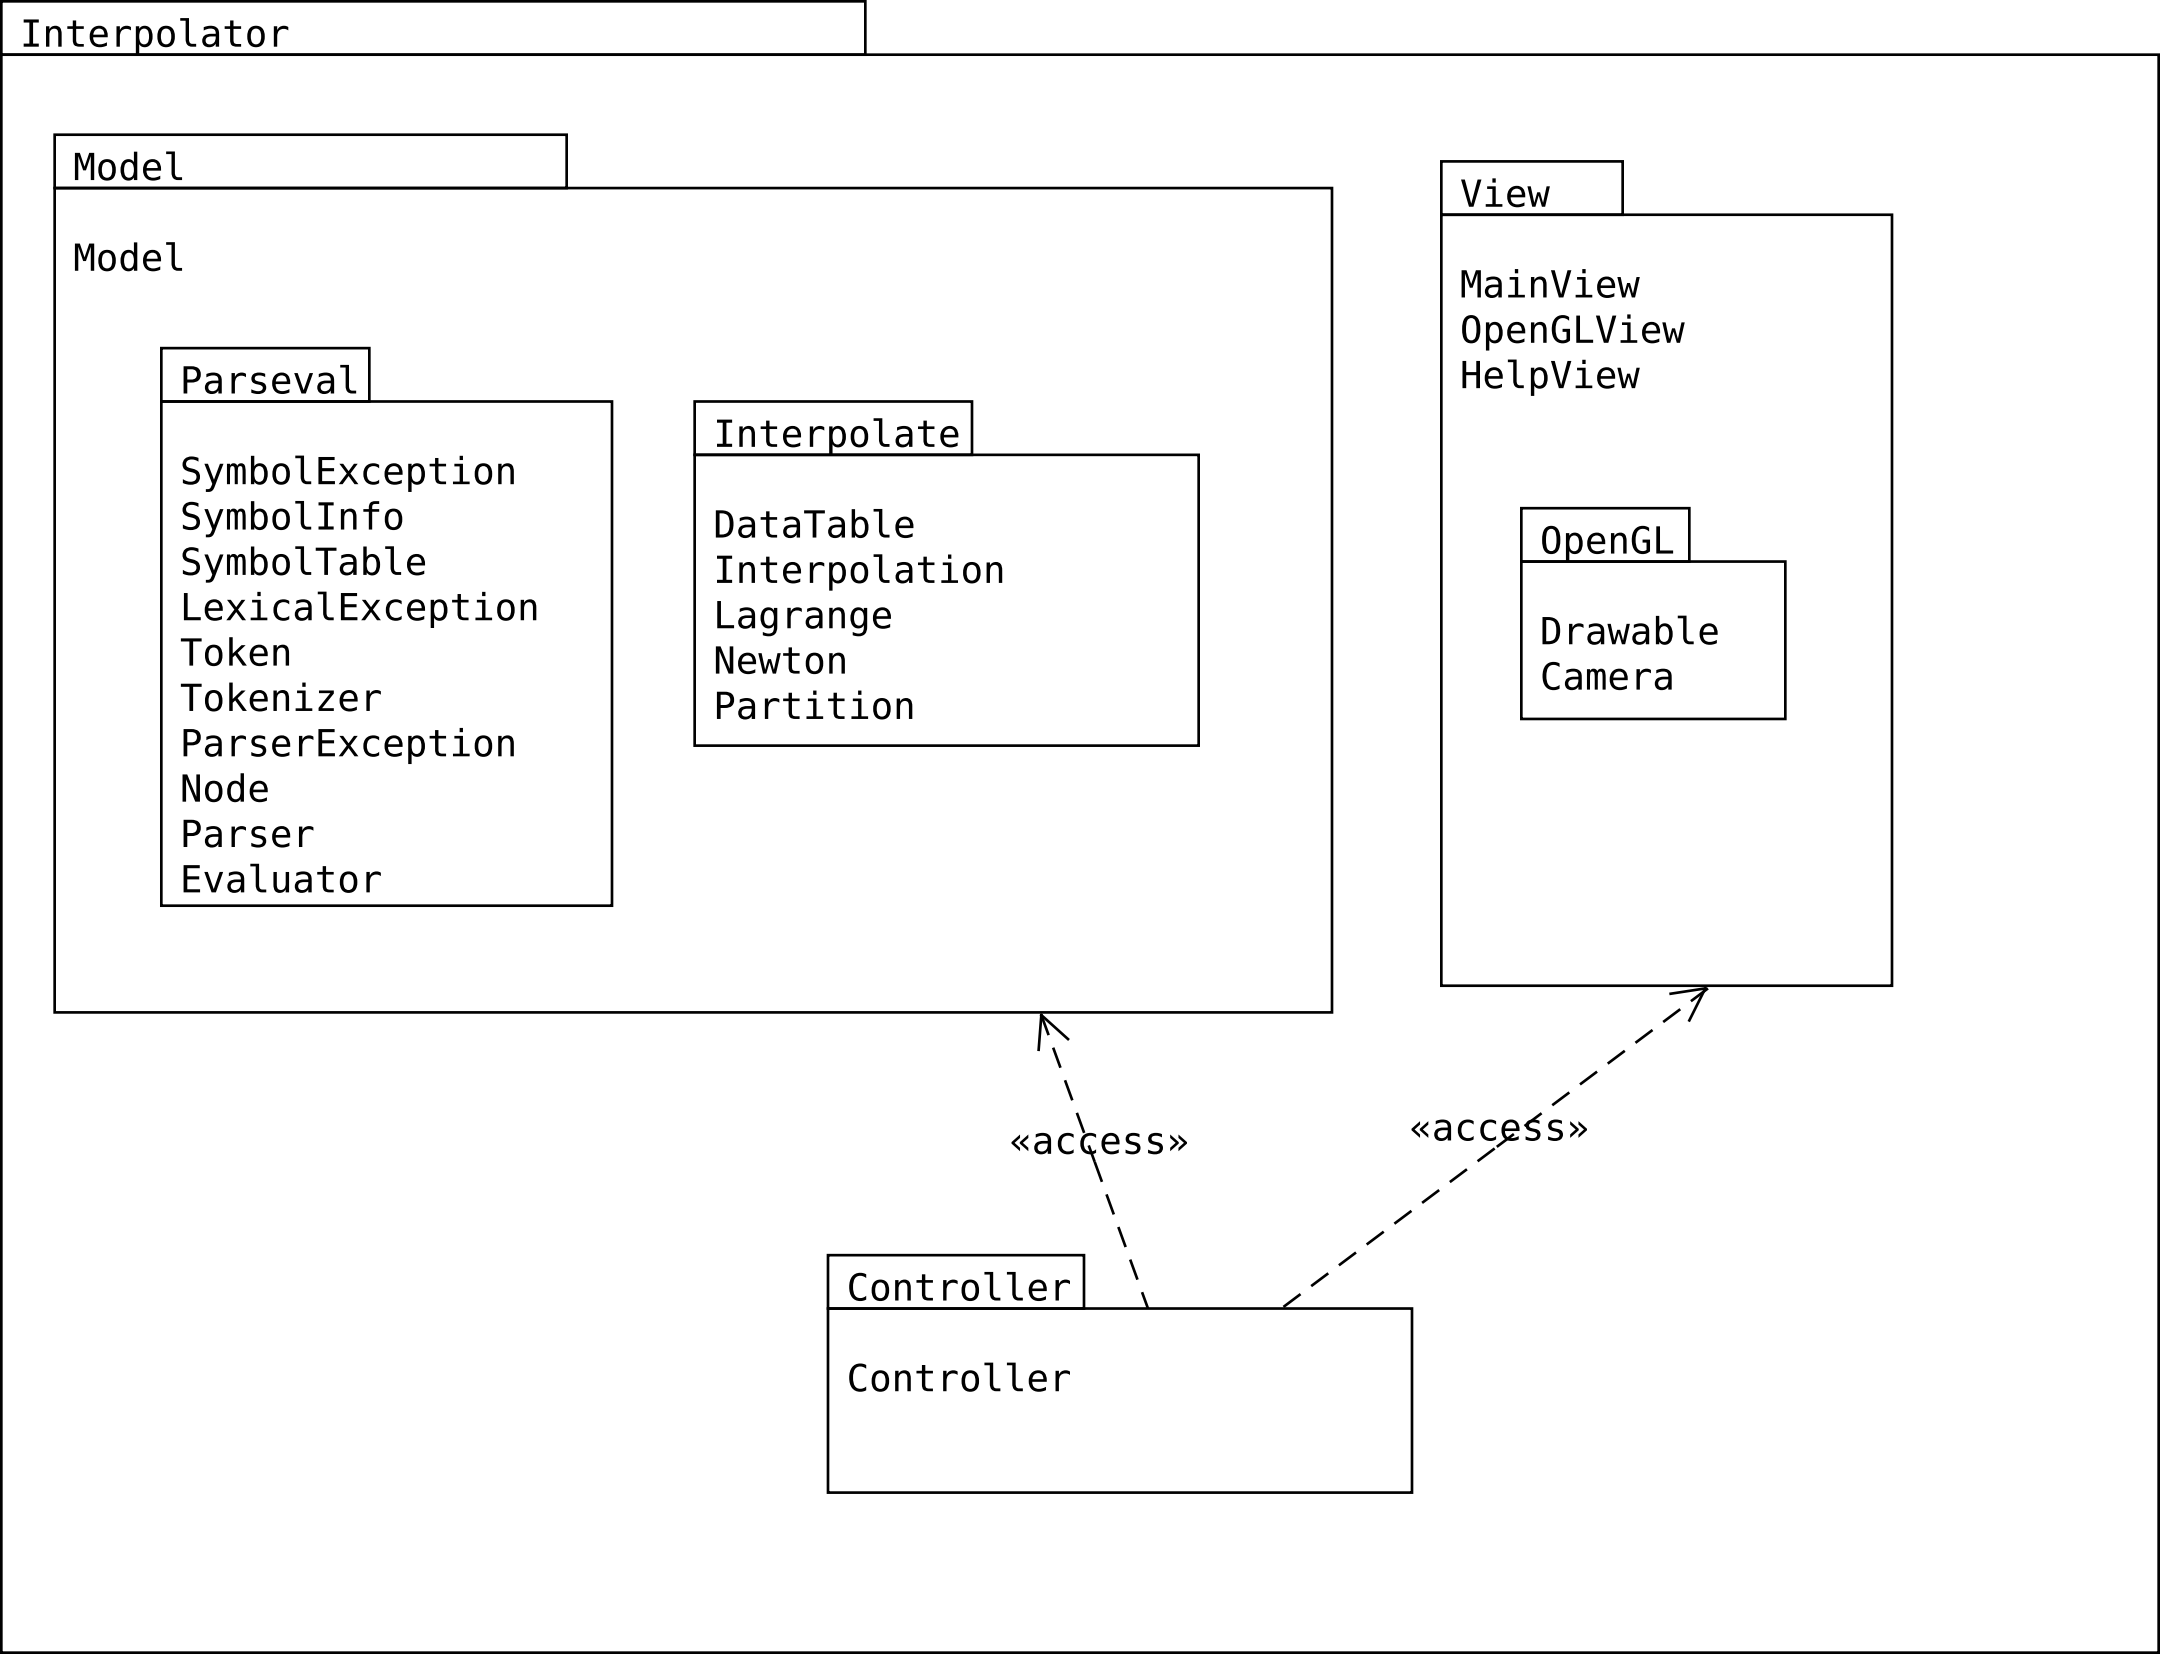 Interpolator
Model
Model
Parseval
SymbolException
SymbolInfo
SymbolTable
LexicalException
Token
Tokenizer
ParserException
Node
Parser
Evaluator
Interpolate
DataTable
Interpolation
Lagrange
Newton
Partition
View
MainView
OpenGLView
HelpView
OpenGL
Drawable
Camera
«access»
«access»
Controller
Controller